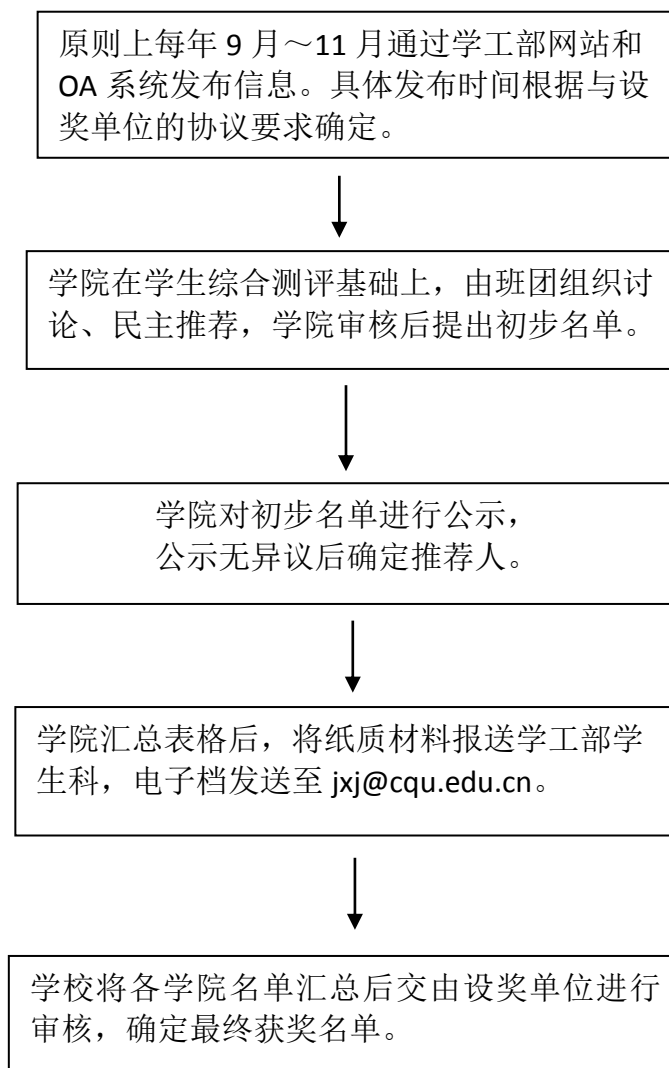 原则上每年 9 月～11 月通过学工部网站和
OA 系统发布信息。具体发布时间根据与设
奖单位的协议要求确定。
学院在学生综合测评基础上，由班团组织讨
论、民主推荐，学院审核后提出初步名单。
学院对初步名单进行公示，
公示无异议后确定推荐人。
学院汇总表格后，将纸质材料报送学工部学
生科，电子档发送至 jxj@cqu.edu.cn。
学校将各学院名单汇总后交由设奖单位进行
审核，确定最终获奖名单。